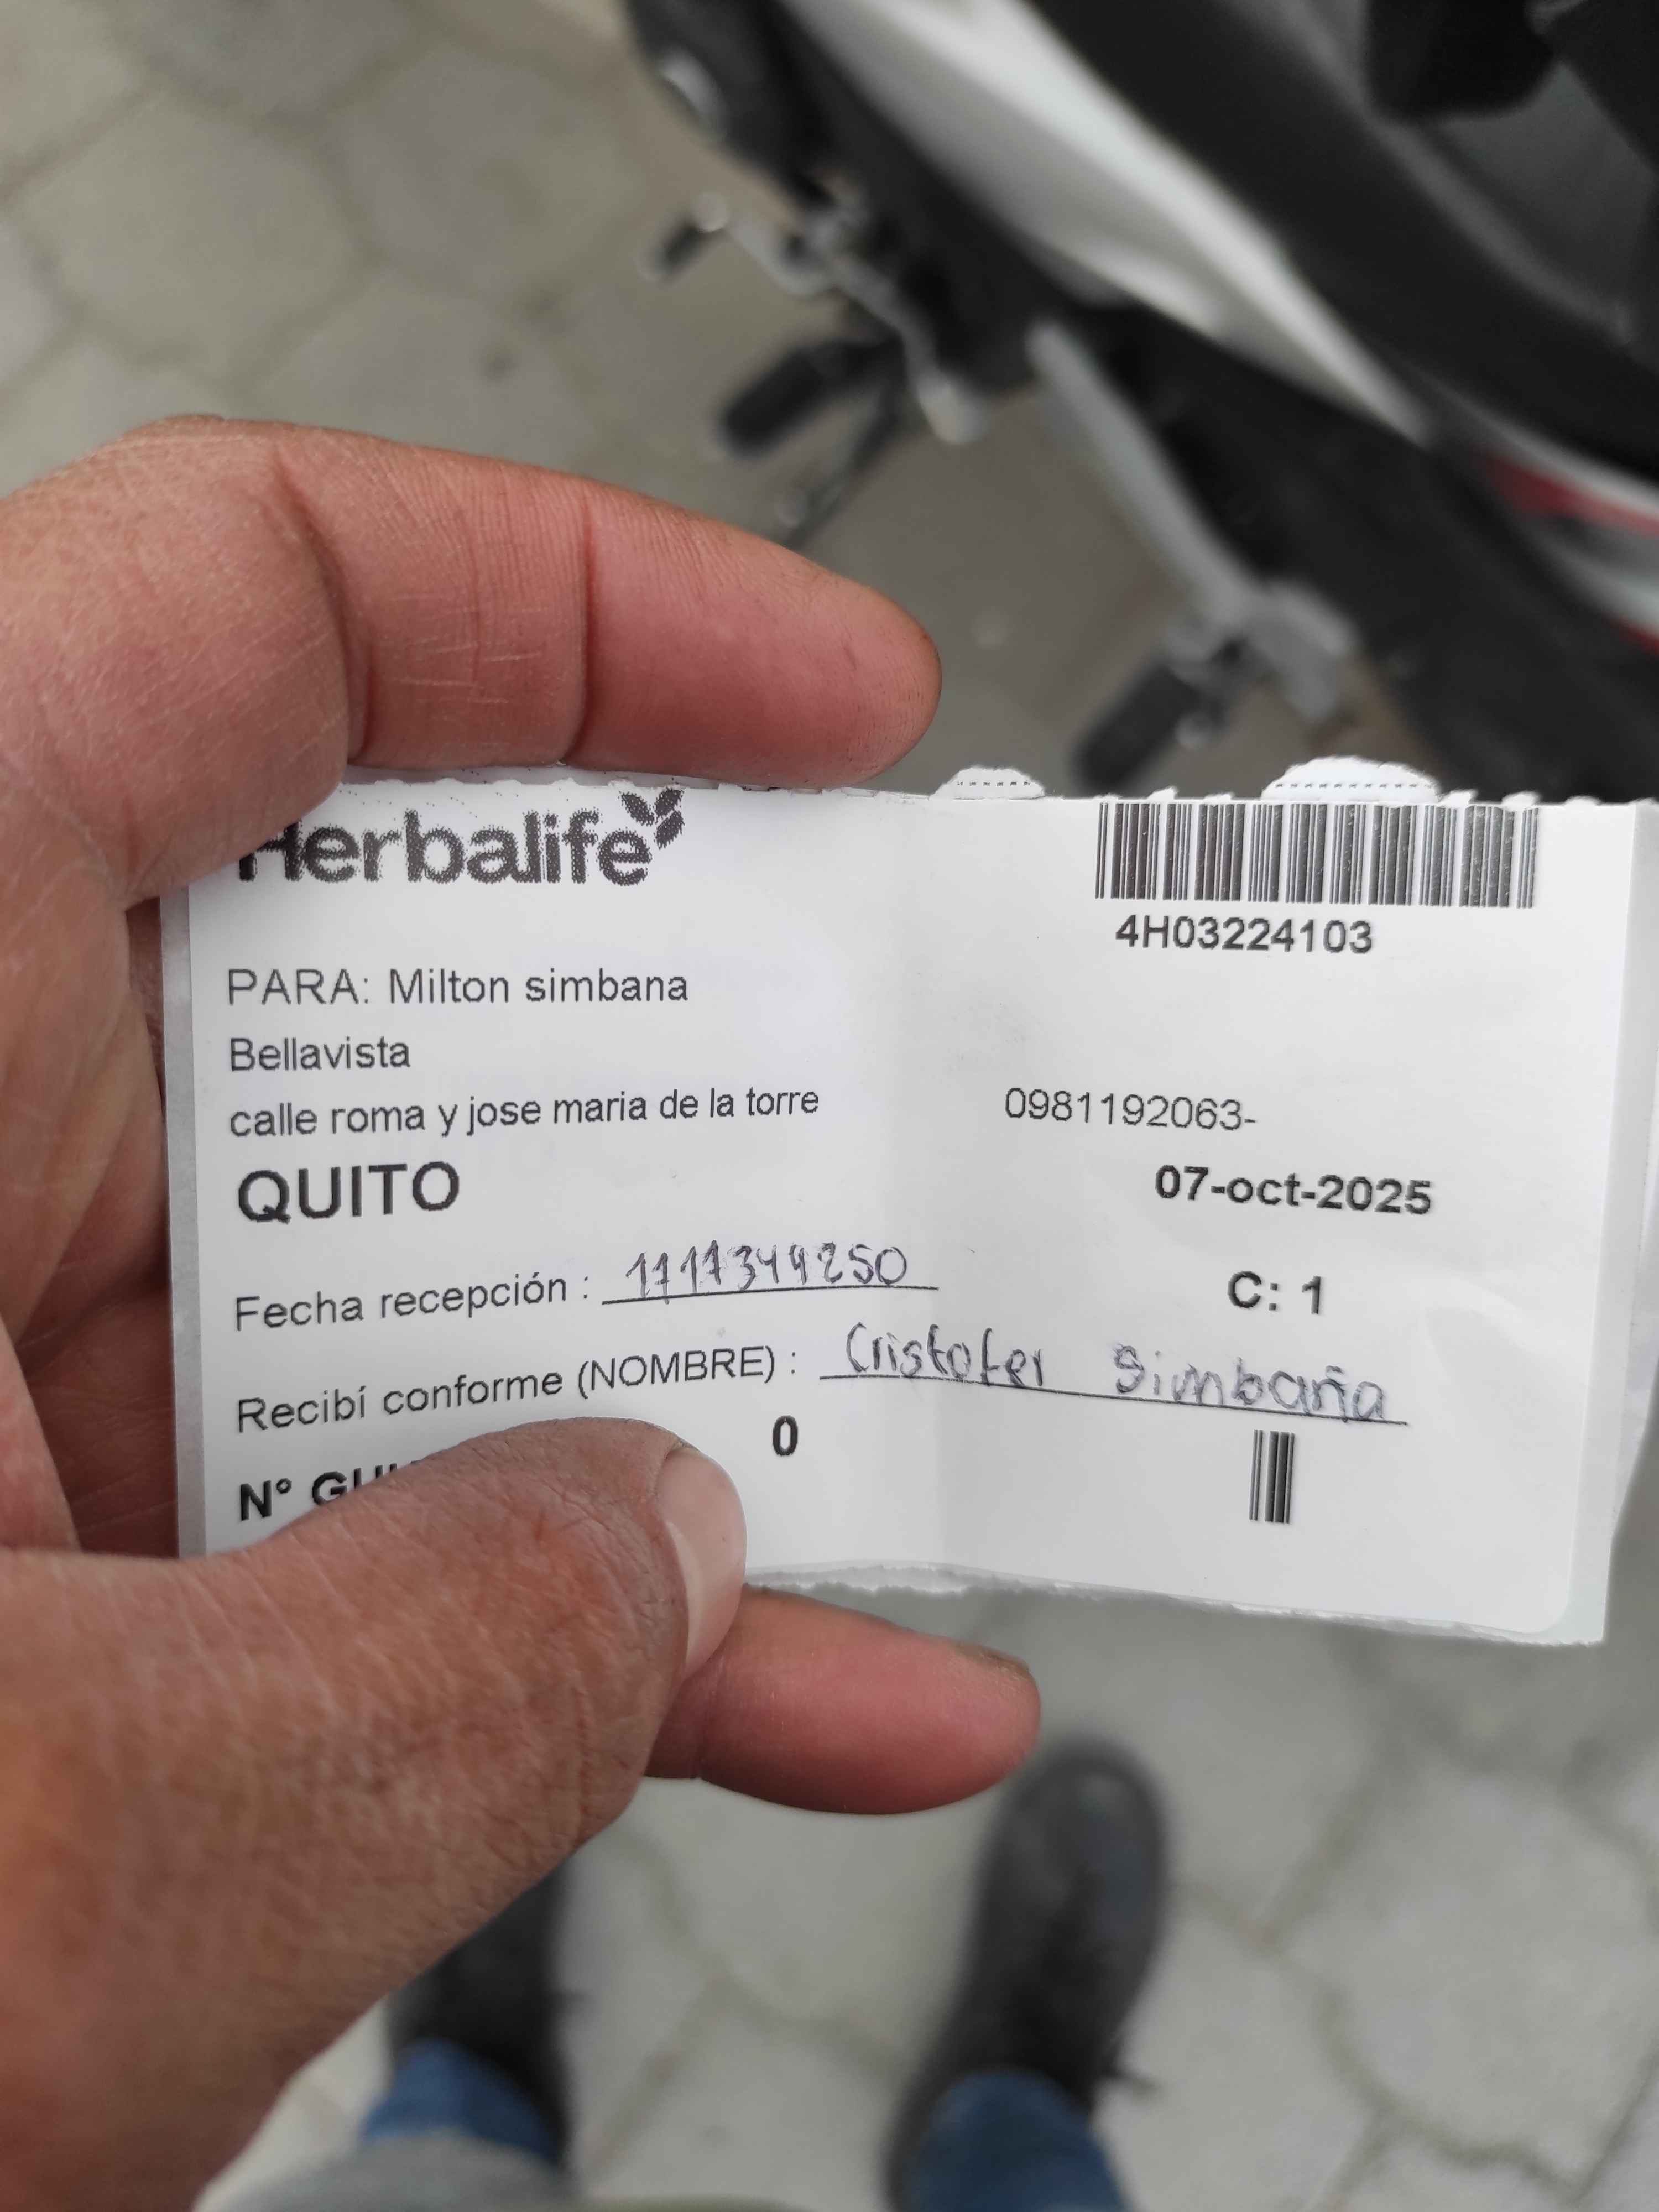 Herbalife
4H03224103
PARA: Milton simbana
Bellavista
calle roma y jose maria de la torre 0981192063-
QUITO 07-oct-2025
Fecha recepción : 1717349250 C: 1
Recibí conforme (NOMBRE) : Cristofer Simbaña
N° 0